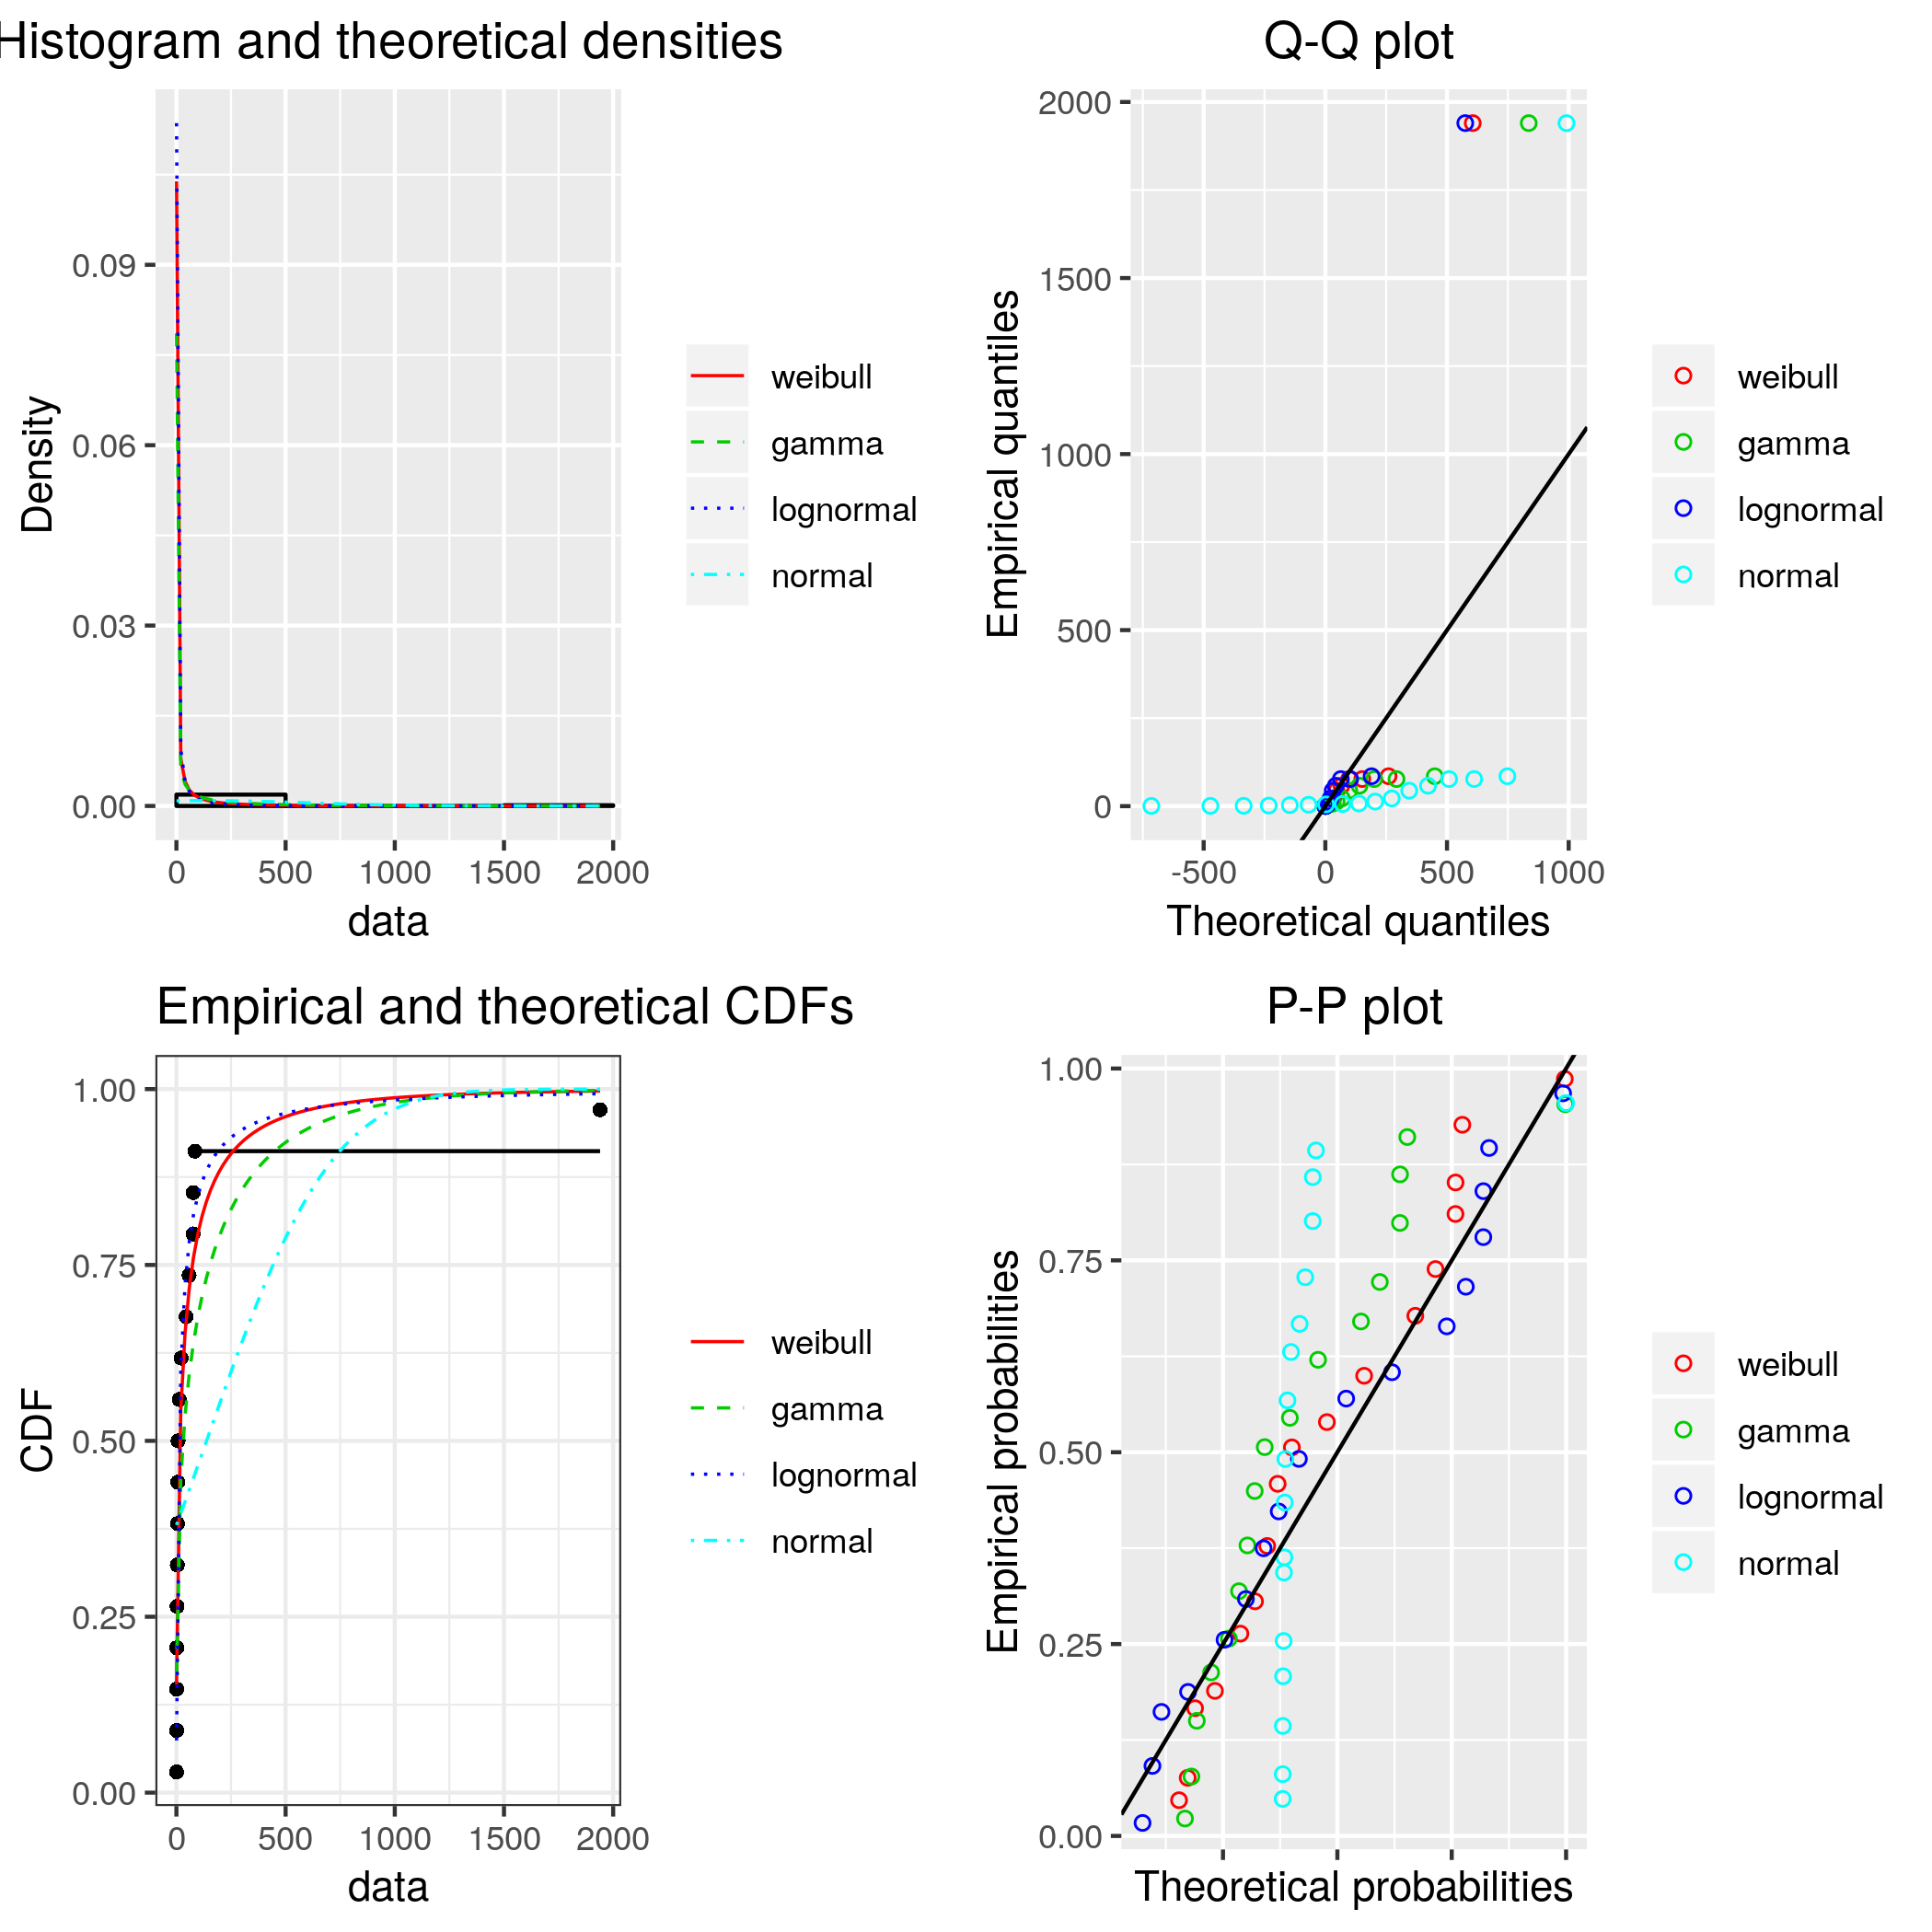 Histogram and theoretical densities
0.09
0.06
0.03
0.00
Density
0
500
1000
1500
2000
data
weibull
gamma
lognormal
normal
Q-Q plot
2000
1500
1000
500
0
Empirical quantiles
-500
0
500
1000
Theoretical quantiles
weibull
gamma
lognormal
normal
Empirical and theoretical CDFs
1.00
0.75
0.50
0.25
0.00
CDF
0
500
1000
1500
2000
data
weibull
gamma
lognormal
normal
P-P plot
1.00
0.75
0.50
0.25
0.00
Empirical probabilities
Theoretical probabilities
weibull
gamma
lognormal
normal